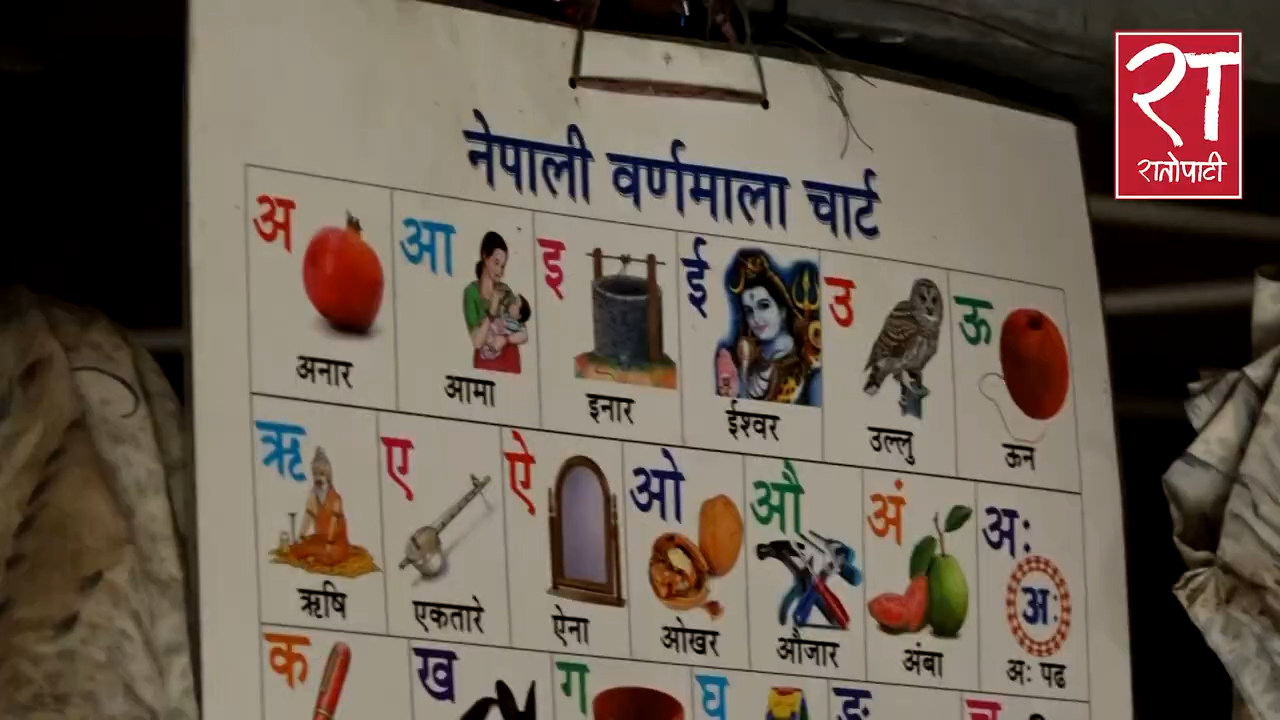 रा
रातोपाटी
नेपाली वर्णमाला चार्ट
अ आ इ ई उ ऊ
अनार आमा इनार ईश्वर उल्लु ऊन
ऋ ए ऐ ओ औ अं अः
अः
ऋषि एकतारे ऐना ओखर औजार अंबा अः पढ
क ख ग घ ङ च